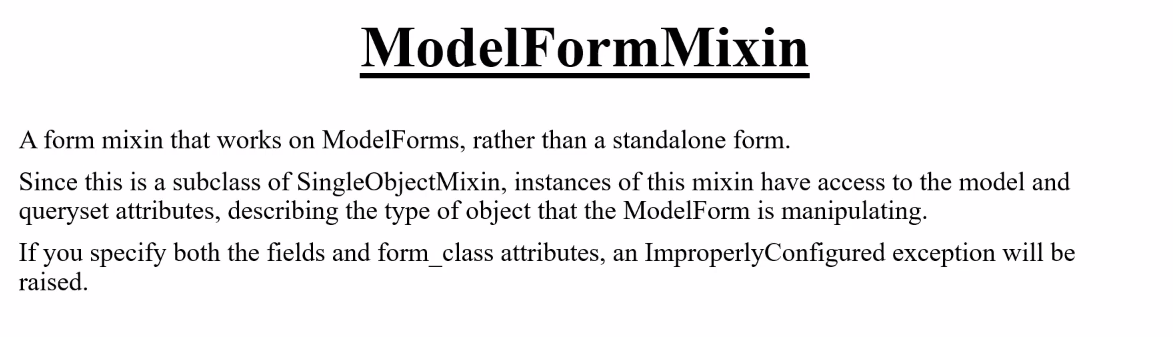 ModelFormMixin
A form mixin that works on ModelForms, rather than a standalone form.
Since this is a subclass of SingleObjectMixin, instances of this mixin have access to the model and
queryset attributes, describing the type of object that the ModelForm is manipulating.
If you specify both the fields and form_class attributes, an ImproperlyConfigured exception will be
raised.